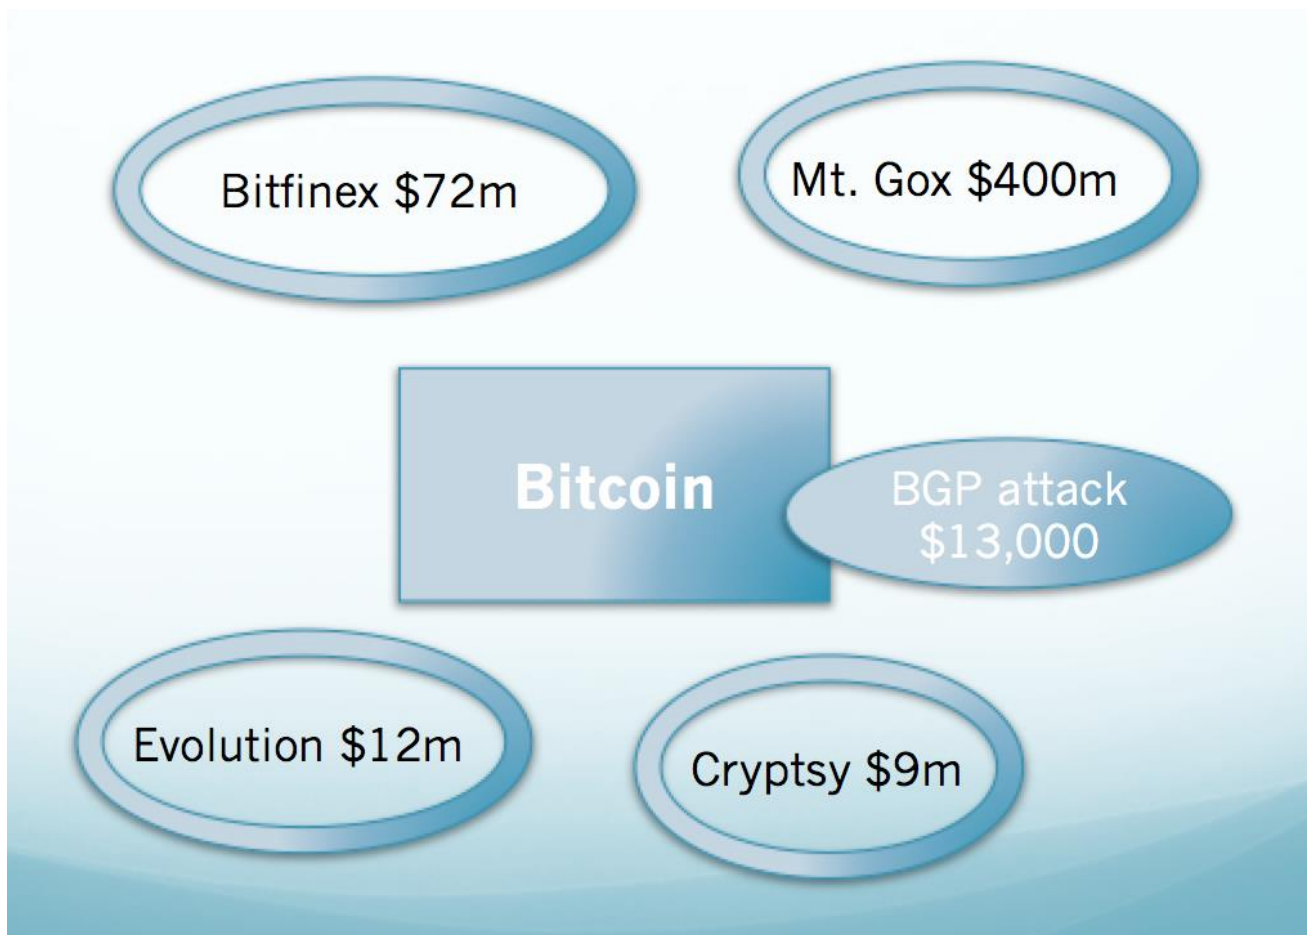 Bitfinex $72m
Mt. Gox $400m
Bitcoin
BGP attack
$13,000
Evolution $12m
Cryptsy $9m